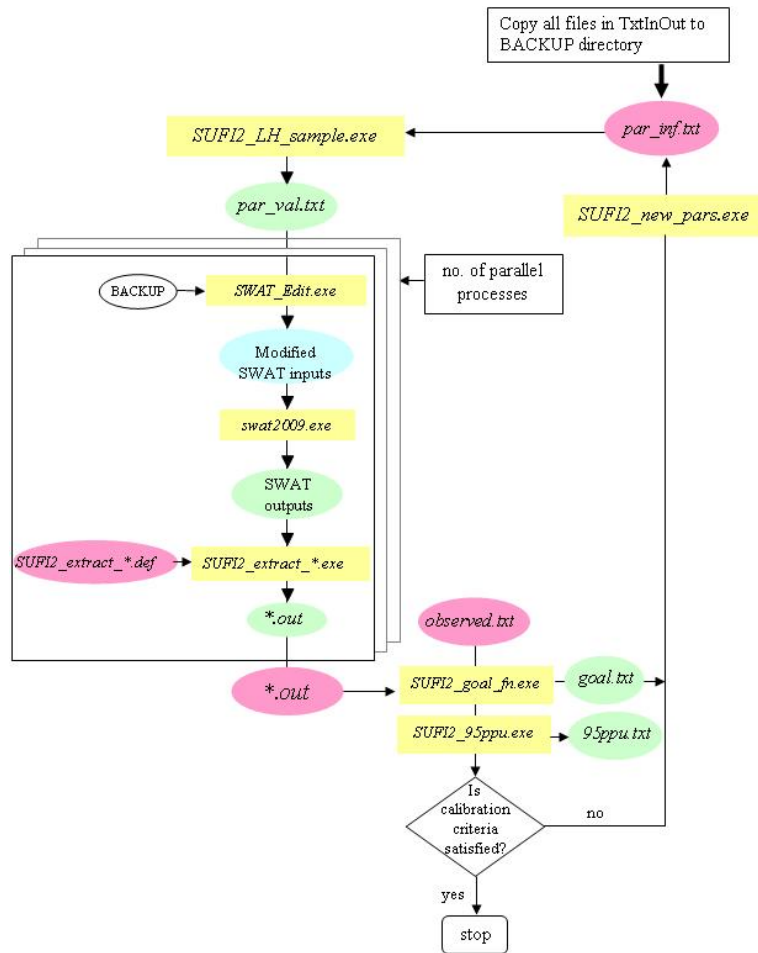 Copy all files in TxtInOut to
BACKUP directory
par_inf.txt
SUFI2_LH_sample.exe
par_val.txt
SUFI2_new_pars.exe
no. of parallel
processes
BACKUP
SWAT_Edit.exe
Modified
SWAT inputs
swat2009.exe
SWAT
outputs
SUFI2_extract_*.def
SUFI2_extract_*.exe
*.out
observed.txt
*.out
SUFI2_goal_fn.exe
goal.txt
SUFI2_95ppu.exe
95ppu.txt
Is
calibration
criteria
satisfied?
no
yes
stop